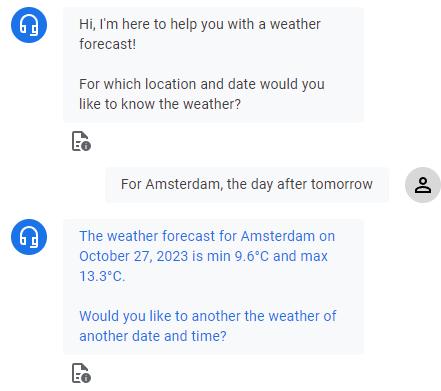 Hi, I'm here to help you with a weather
forecast!
For which location and date would you
like to know the weather?
For Amsterdam, the day after tomorrow
The weather forecast for Amsterdam on
October 27, 2023 is min 9.6°C and max
13.3°C.
Would you like to another the weather of
another date and time?